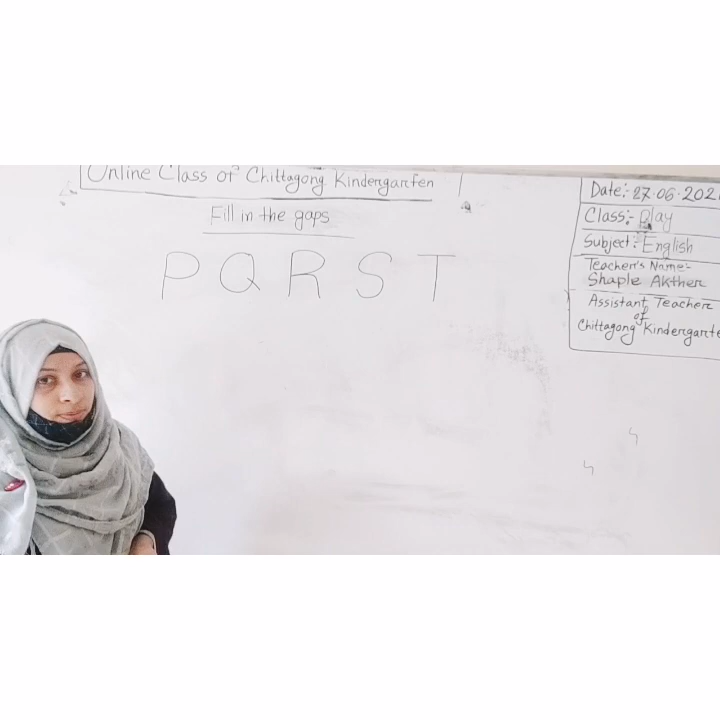 Online Class of Chittagong Kindergarten
Fill in the gaps
P Q R S T
Date:- 27.06.202
Class:- Play
Subject:- English
Teacher's Name:-
Shaple Akther
Assistant Teacher
of
Chittagong Kindergarte